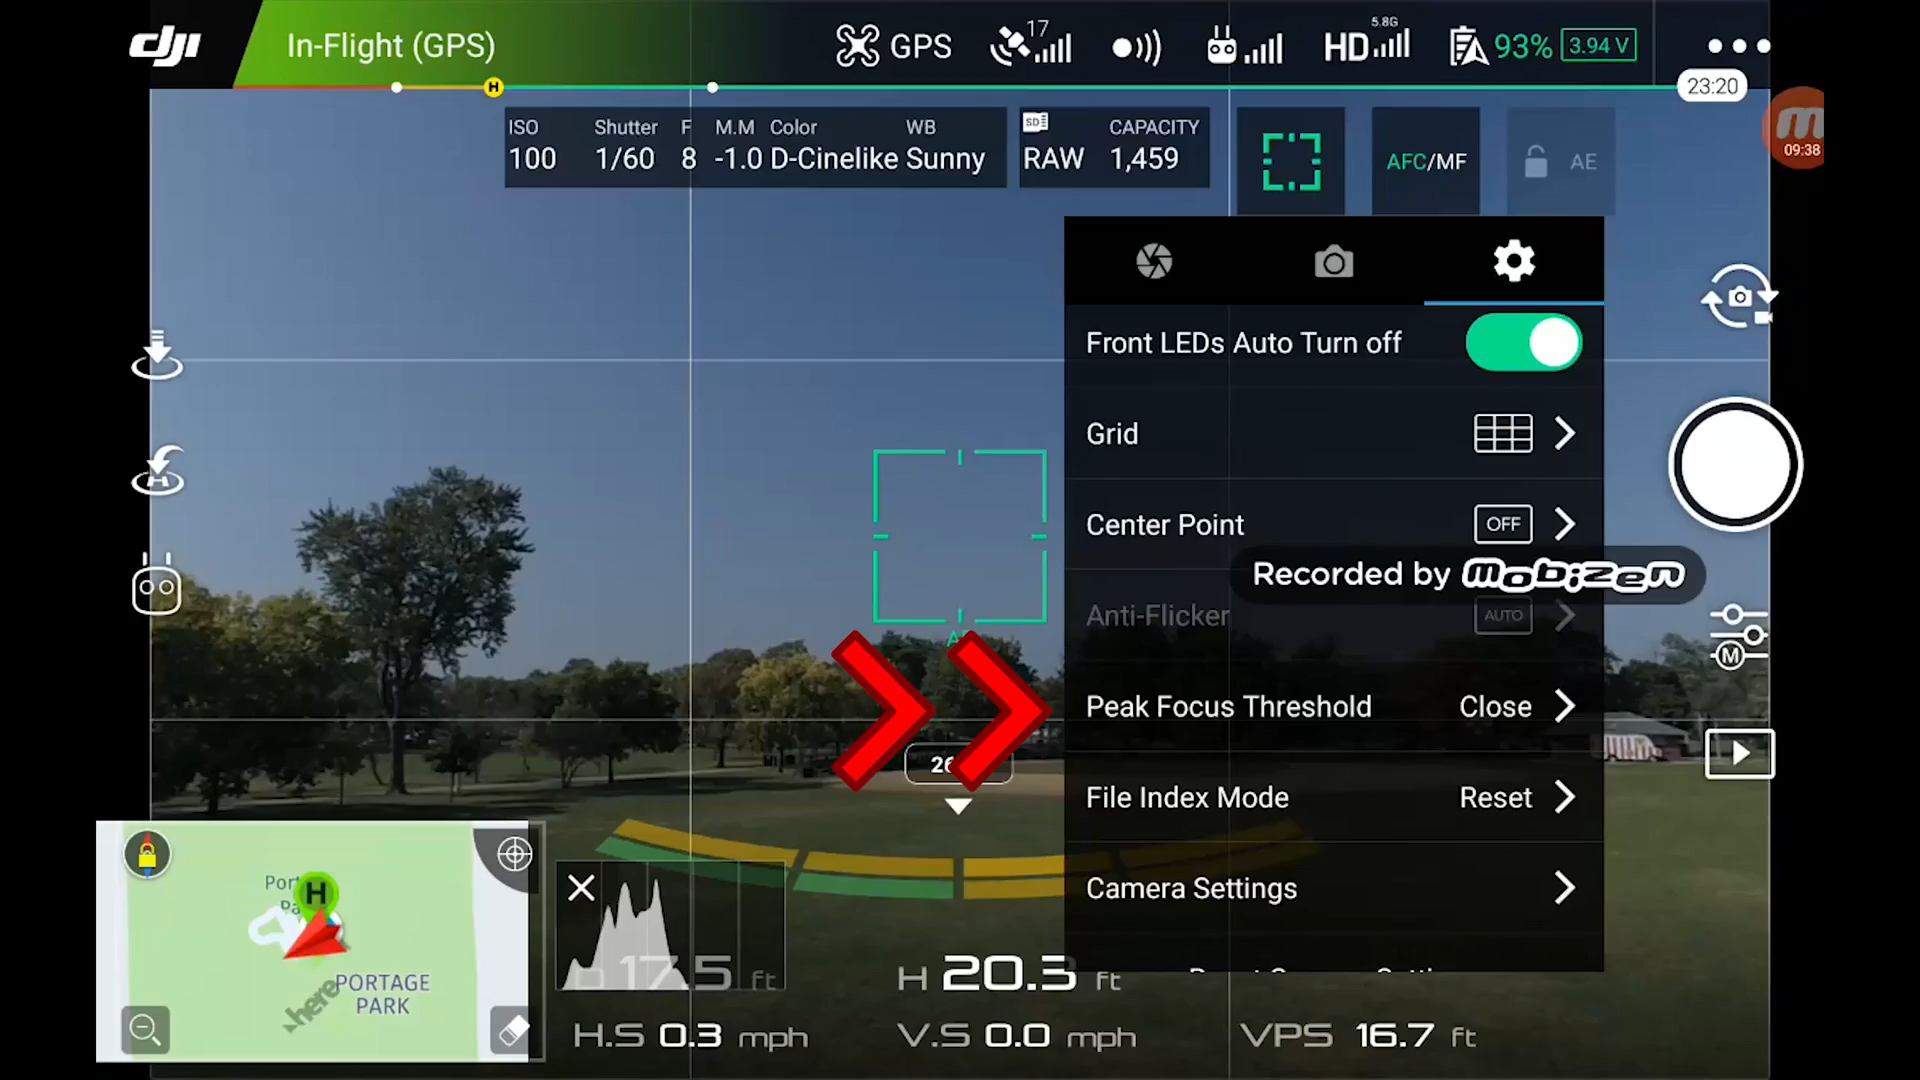 dji
In-Flight (GPS)
GPS
17
HD
5.8G
93%
3.94 V
H
23:20
ISO
100
Shutter
1/60
F
8
M.M
-1.0
Color
D-Cinelike
WB
Sunny
SD
RAW
CAPACITY
1,459
AFC/MF
AE
09:38
Front LEDs Auto Turn off
Grid
Center Point
OFF
Recorded by mobizen
Anti-Flicker
AUTO
Peak Focus Threshold
Close
M
File Index Mode
Reset
Camera Settings
H
PORTAGE
PARK
here
17.5 ft
H 20.3 ft
H.S 0.3 mph
V.S 0.0 mph
VPS 16.7 ft